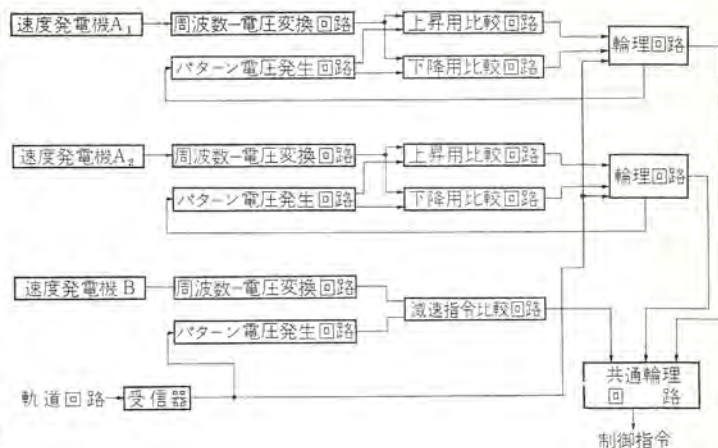 速度発電機A₁
周波数−電圧変換回路
上昇用比較回路
輪理回路
パターン電圧発生回路
下降用比較回路
速度発電機A₂
周波数−電圧変換回路
上昇用比較回路
輪理回路
パターン電圧発生回路
下降用比較回路
速度発電機B
周波数−電圧変換回路
減速指令比較回路
パターン電圧発生回路
軌道回路
受信器
共通輪理
回 路
制御指令